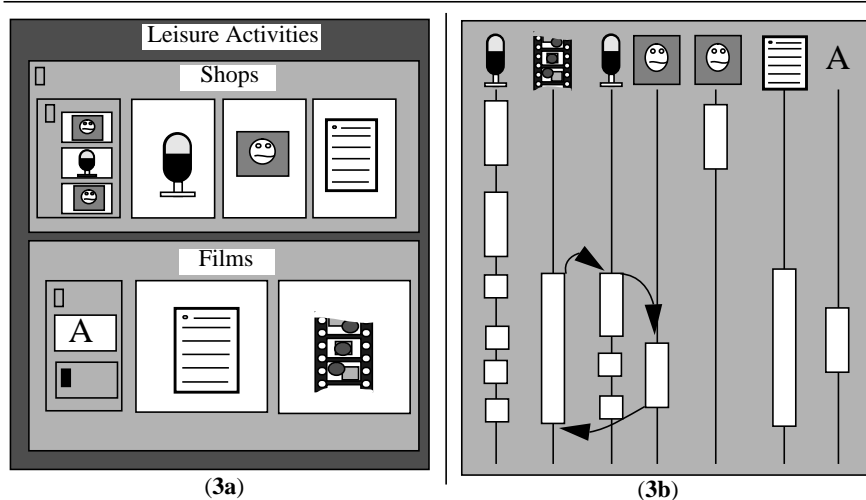 Leisure Activities
Shops
Films
A
(3a)
A
(3b)